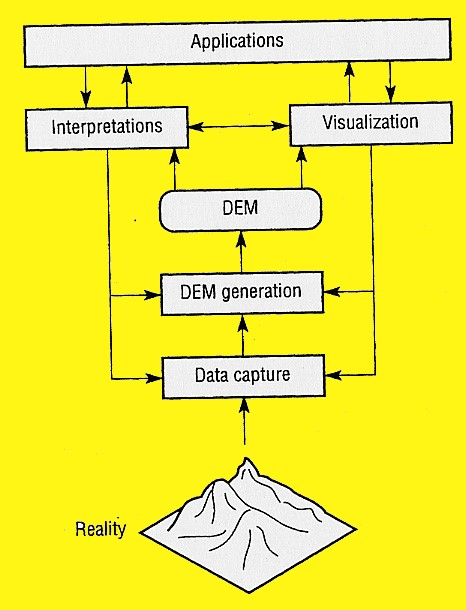 Applications
Interpretations
Visualization
DEM
DEM generation
Data capture
Reality